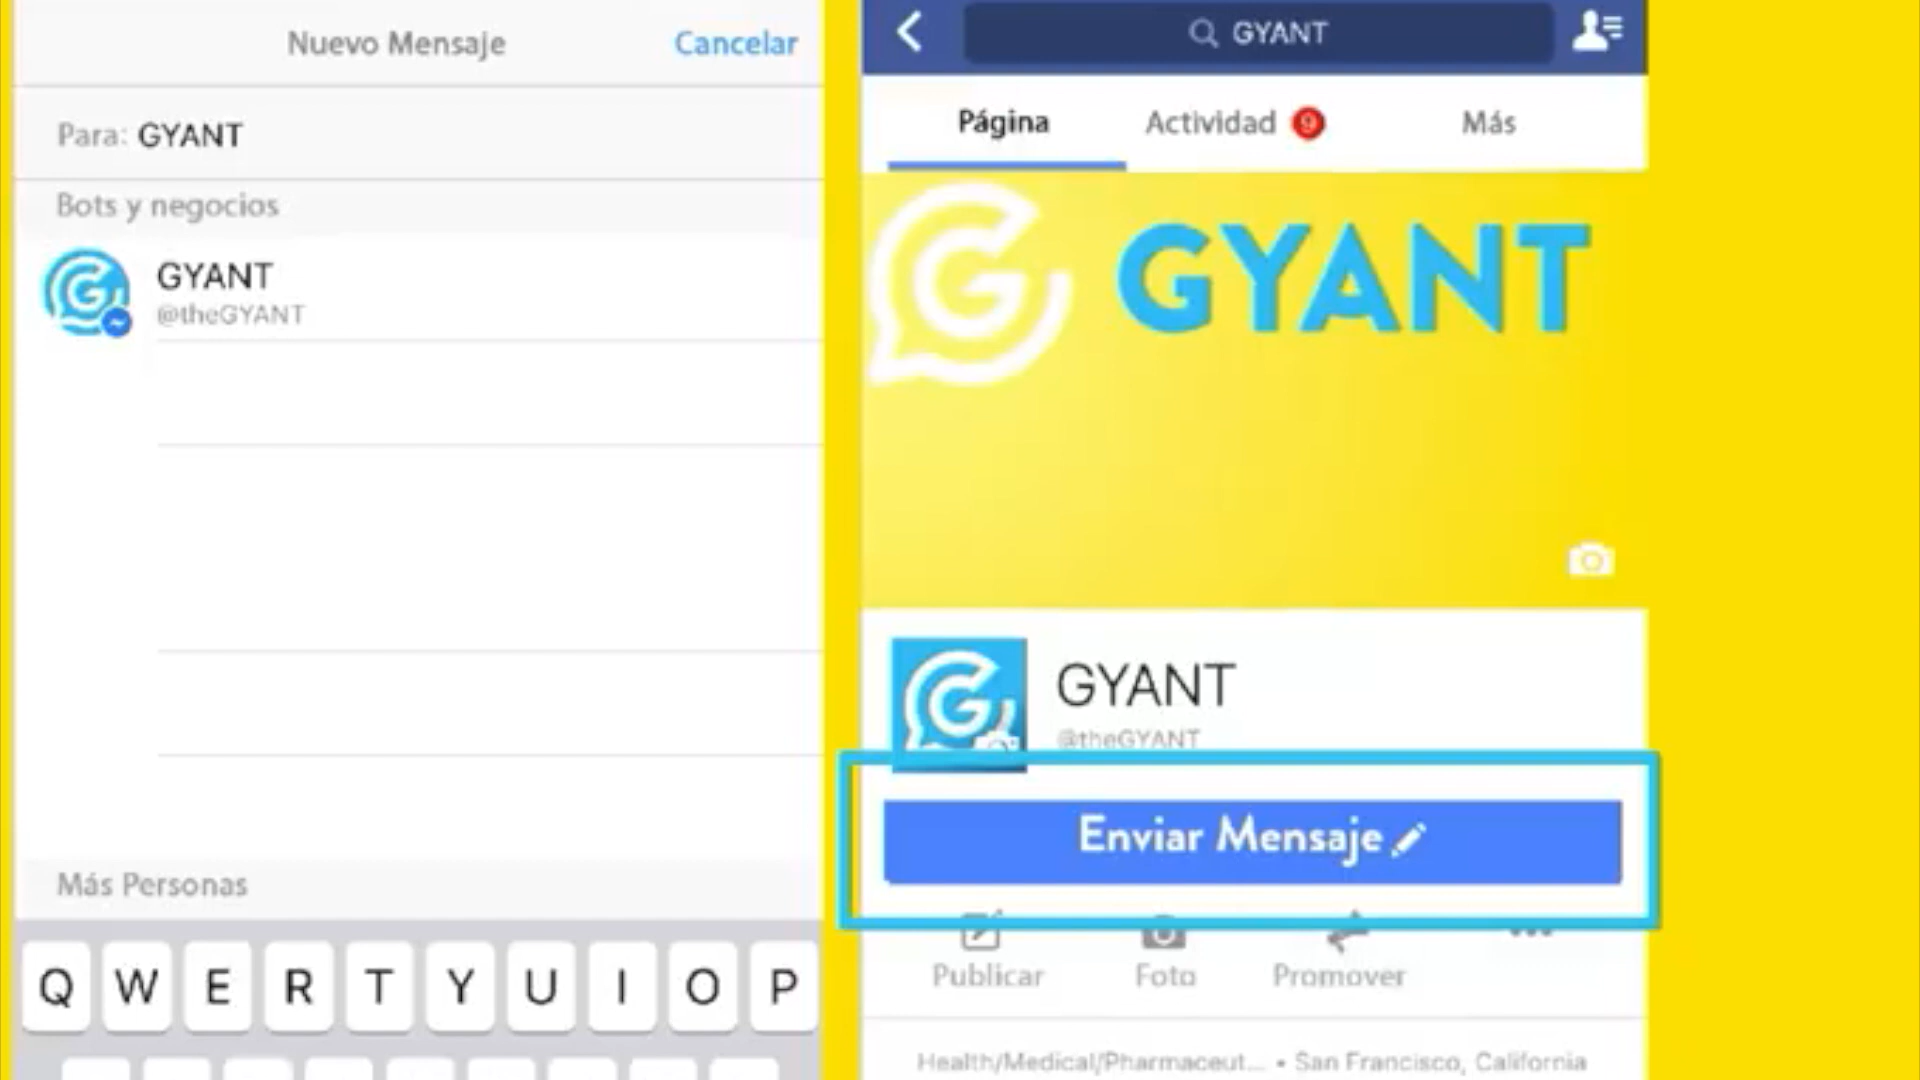 Nuevo Mensaje
Cancelar
Para: GYANT
Bots y negocios
GYANT
@theGYANT
Más Personas
Q W E R T Y U I O P
GYANT
Página
Actividad 9
Más
GYANT
GYANT
@theGYANT
Enviar Mensaje
Publicar
Foto
Promover
Health/Medical/Pharmaceut... • San Francisco, California